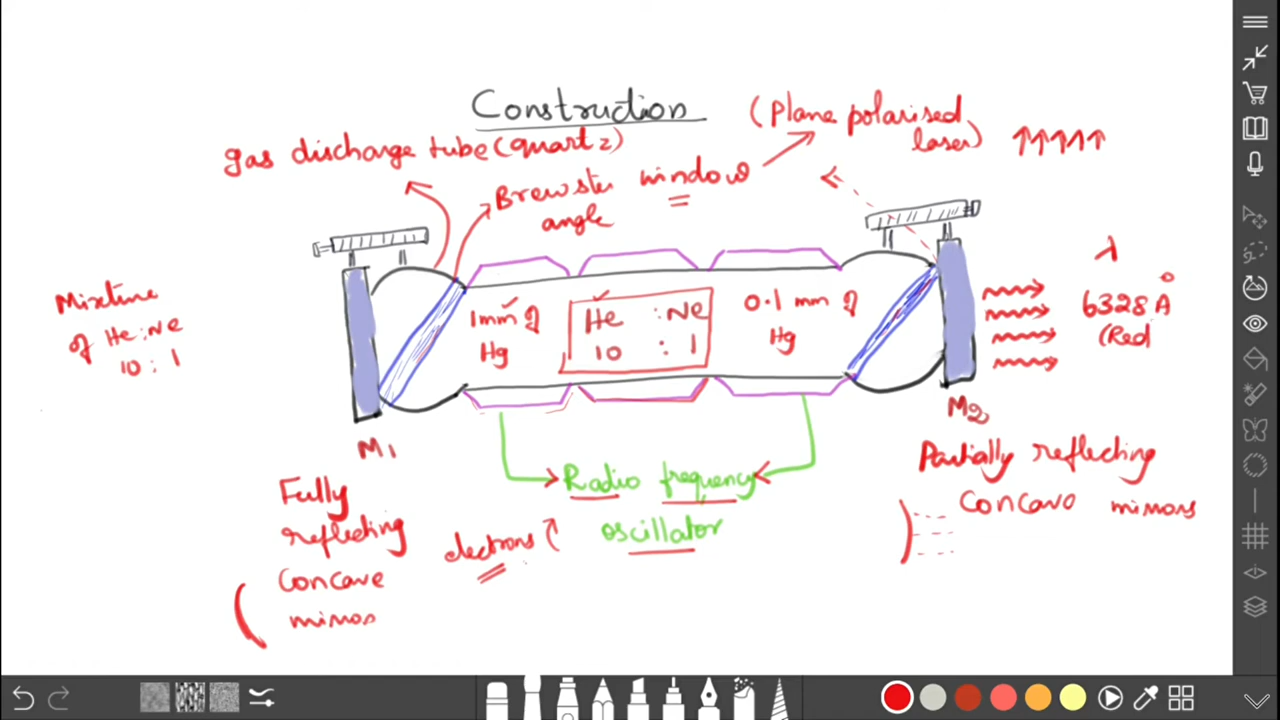 Construction
gas discharge tube (quartz)
Brewster window
angle
(Plane polarised
laser)
Mixture
of He:Ne
10:1
1mm of
Hg
He : Ne
10 : 1
0.1 mm of
Hg
λ
6328 Å
(Red
M1
Fully
reflecting
Concave
mirror
electrons
Radio frequency
oscillator
M2
Partially reflecting
Concave mirrors